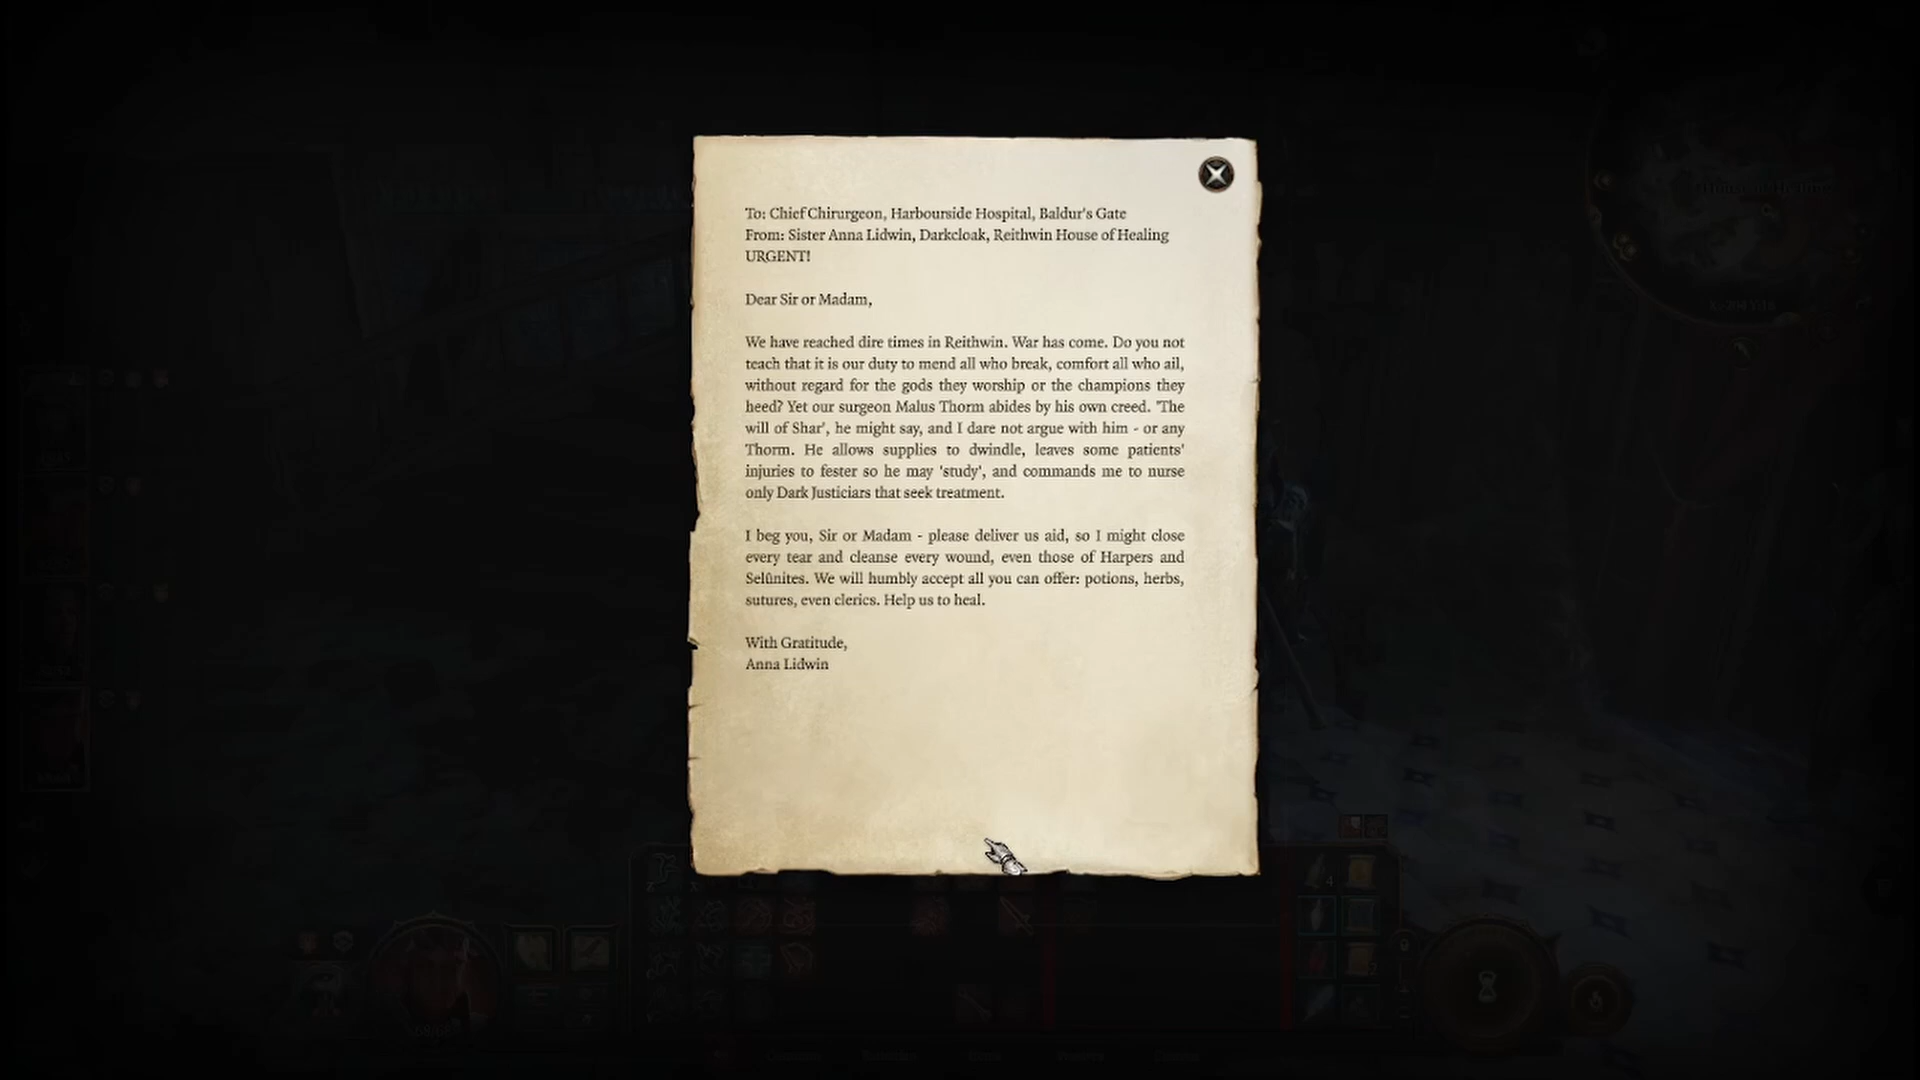 To: Chief Chirurgeon, Harbourside Hospital, Baldur's Gate
From: Sister Anna Lidwin, Darkcloak, Reithwin House of Healing
URGENT!
Dear Sir or Madam,
We have reached dire times in Reithwin. War has come. Do you not
teach that it is our duty to mend all who break, comfort all who ail,
without regard for the gods they worship or the champions they
heed? Yet our surgeon Malus Thorm abides by his own creed. 'The
will of Shar', he might say, and I dare not argue with him - or any
Thorm. He allows supplies to dwindle, leaves some patients'
injuries to fester so he may 'study', and commands me to nurse
only Dark Justiciars that seek treatment.
I beg you, Sir or Madam - please deliver us aid, so I might close
every tear and cleanse every wound, even those of Harpers and
Selûnites. We will humbly accept all you can offer: potions, herbs,
sutures, even clerics. Help us to heal.
With Gratitude,
Anna Lidwin
House of Healing
4